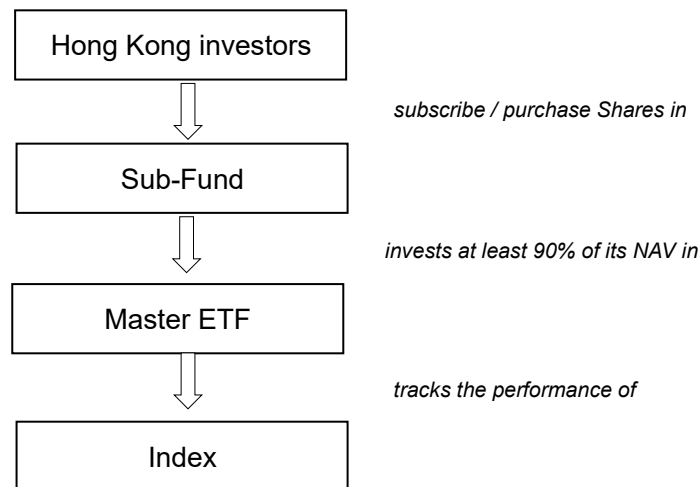 Hong Kong investors
subscribe / purchase Shares in
Sub-Fund
invests at least 90% of its NAV in
Master ETF
tracks the performance of
Index